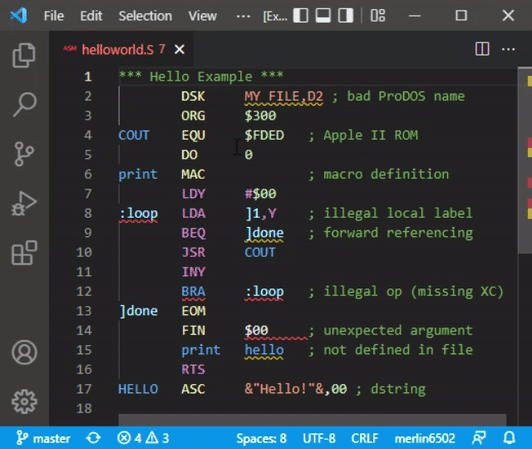 File Edit Selection View ··· [Ex...
ASM helloworld.S 7 ×
1 *** Hello Example ***
2 DSK MY FILE,D2 ; bad ProDOS name
3 ORG $300
4 COUT EQU $FDED ; Apple II ROM
5 DO 0
6 print MAC ; macro definition
7 LDY #$00
8 :loop LDA ]1,Y ; illegal local label
9 BEQ ]done ; forward referencing
10 JSR COUT
11 INY
12 BRA :loop ; illegal op (missing XC)
13 ]done EOM
14 FIN $00 ; unexpected argument
15 print hello ; not defined in file
16 RTS
17 HELLO ASC &"Hello!"&,00 ; dstring
18
master 4 3 Spaces: 8 UTF-8 CRLF merlin6502